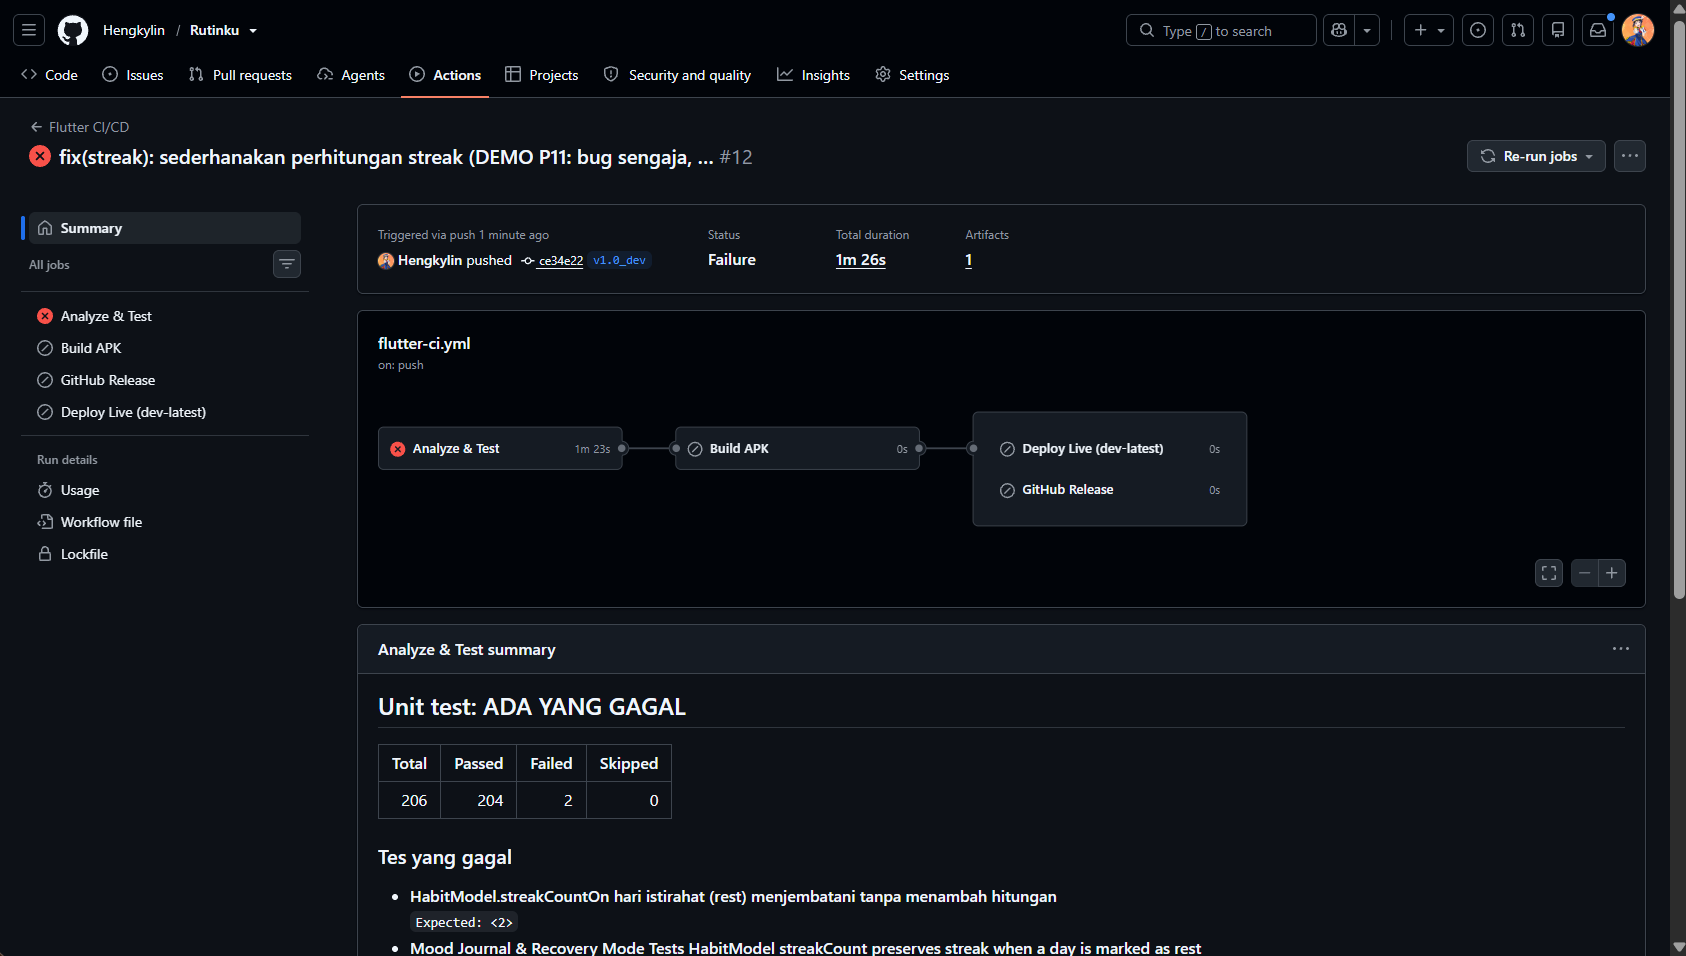 Hengkylin / Rutinku
Type / to search
Code
Issues
Pull requests
Agents
Actions
Projects
Security and quality
Insights
Settings
Flutter CI/CD
fix(streak): sederhanakan perhitungan streak (DEMO P11: bug sengaja, ... #12
Re-run jobs
Summary
All jobs
Analyze & Test
Build APK
GitHub Release
Deploy Live (dev-latest)
Run details
Usage
Workflow file
Lockfile
Triggered via push 1 minute ago
Hengkylin pushed ce34e22 v1.0_dev
Status
Failure
Total duration
1m 26s
Artifacts
1
flutter-ci.yml
on: push
Analyze & Test 1m 23s
Build APK 0s
Deploy Live (dev-latest) 0s
GitHub Release 0s
Analyze & Test summary
Unit test: ADA YANG GAGAL
Total Passed Failed Skipped
206 204 2 0
Tes yang gagal
HabitModel.streakCountOn hari istirahat (rest) menjembatani tanpa menambah hitungan
Expected: <2>
Mood Journal & Recovery Mode Tests HabitModel streakCount preserves streak when a day is marked as rest